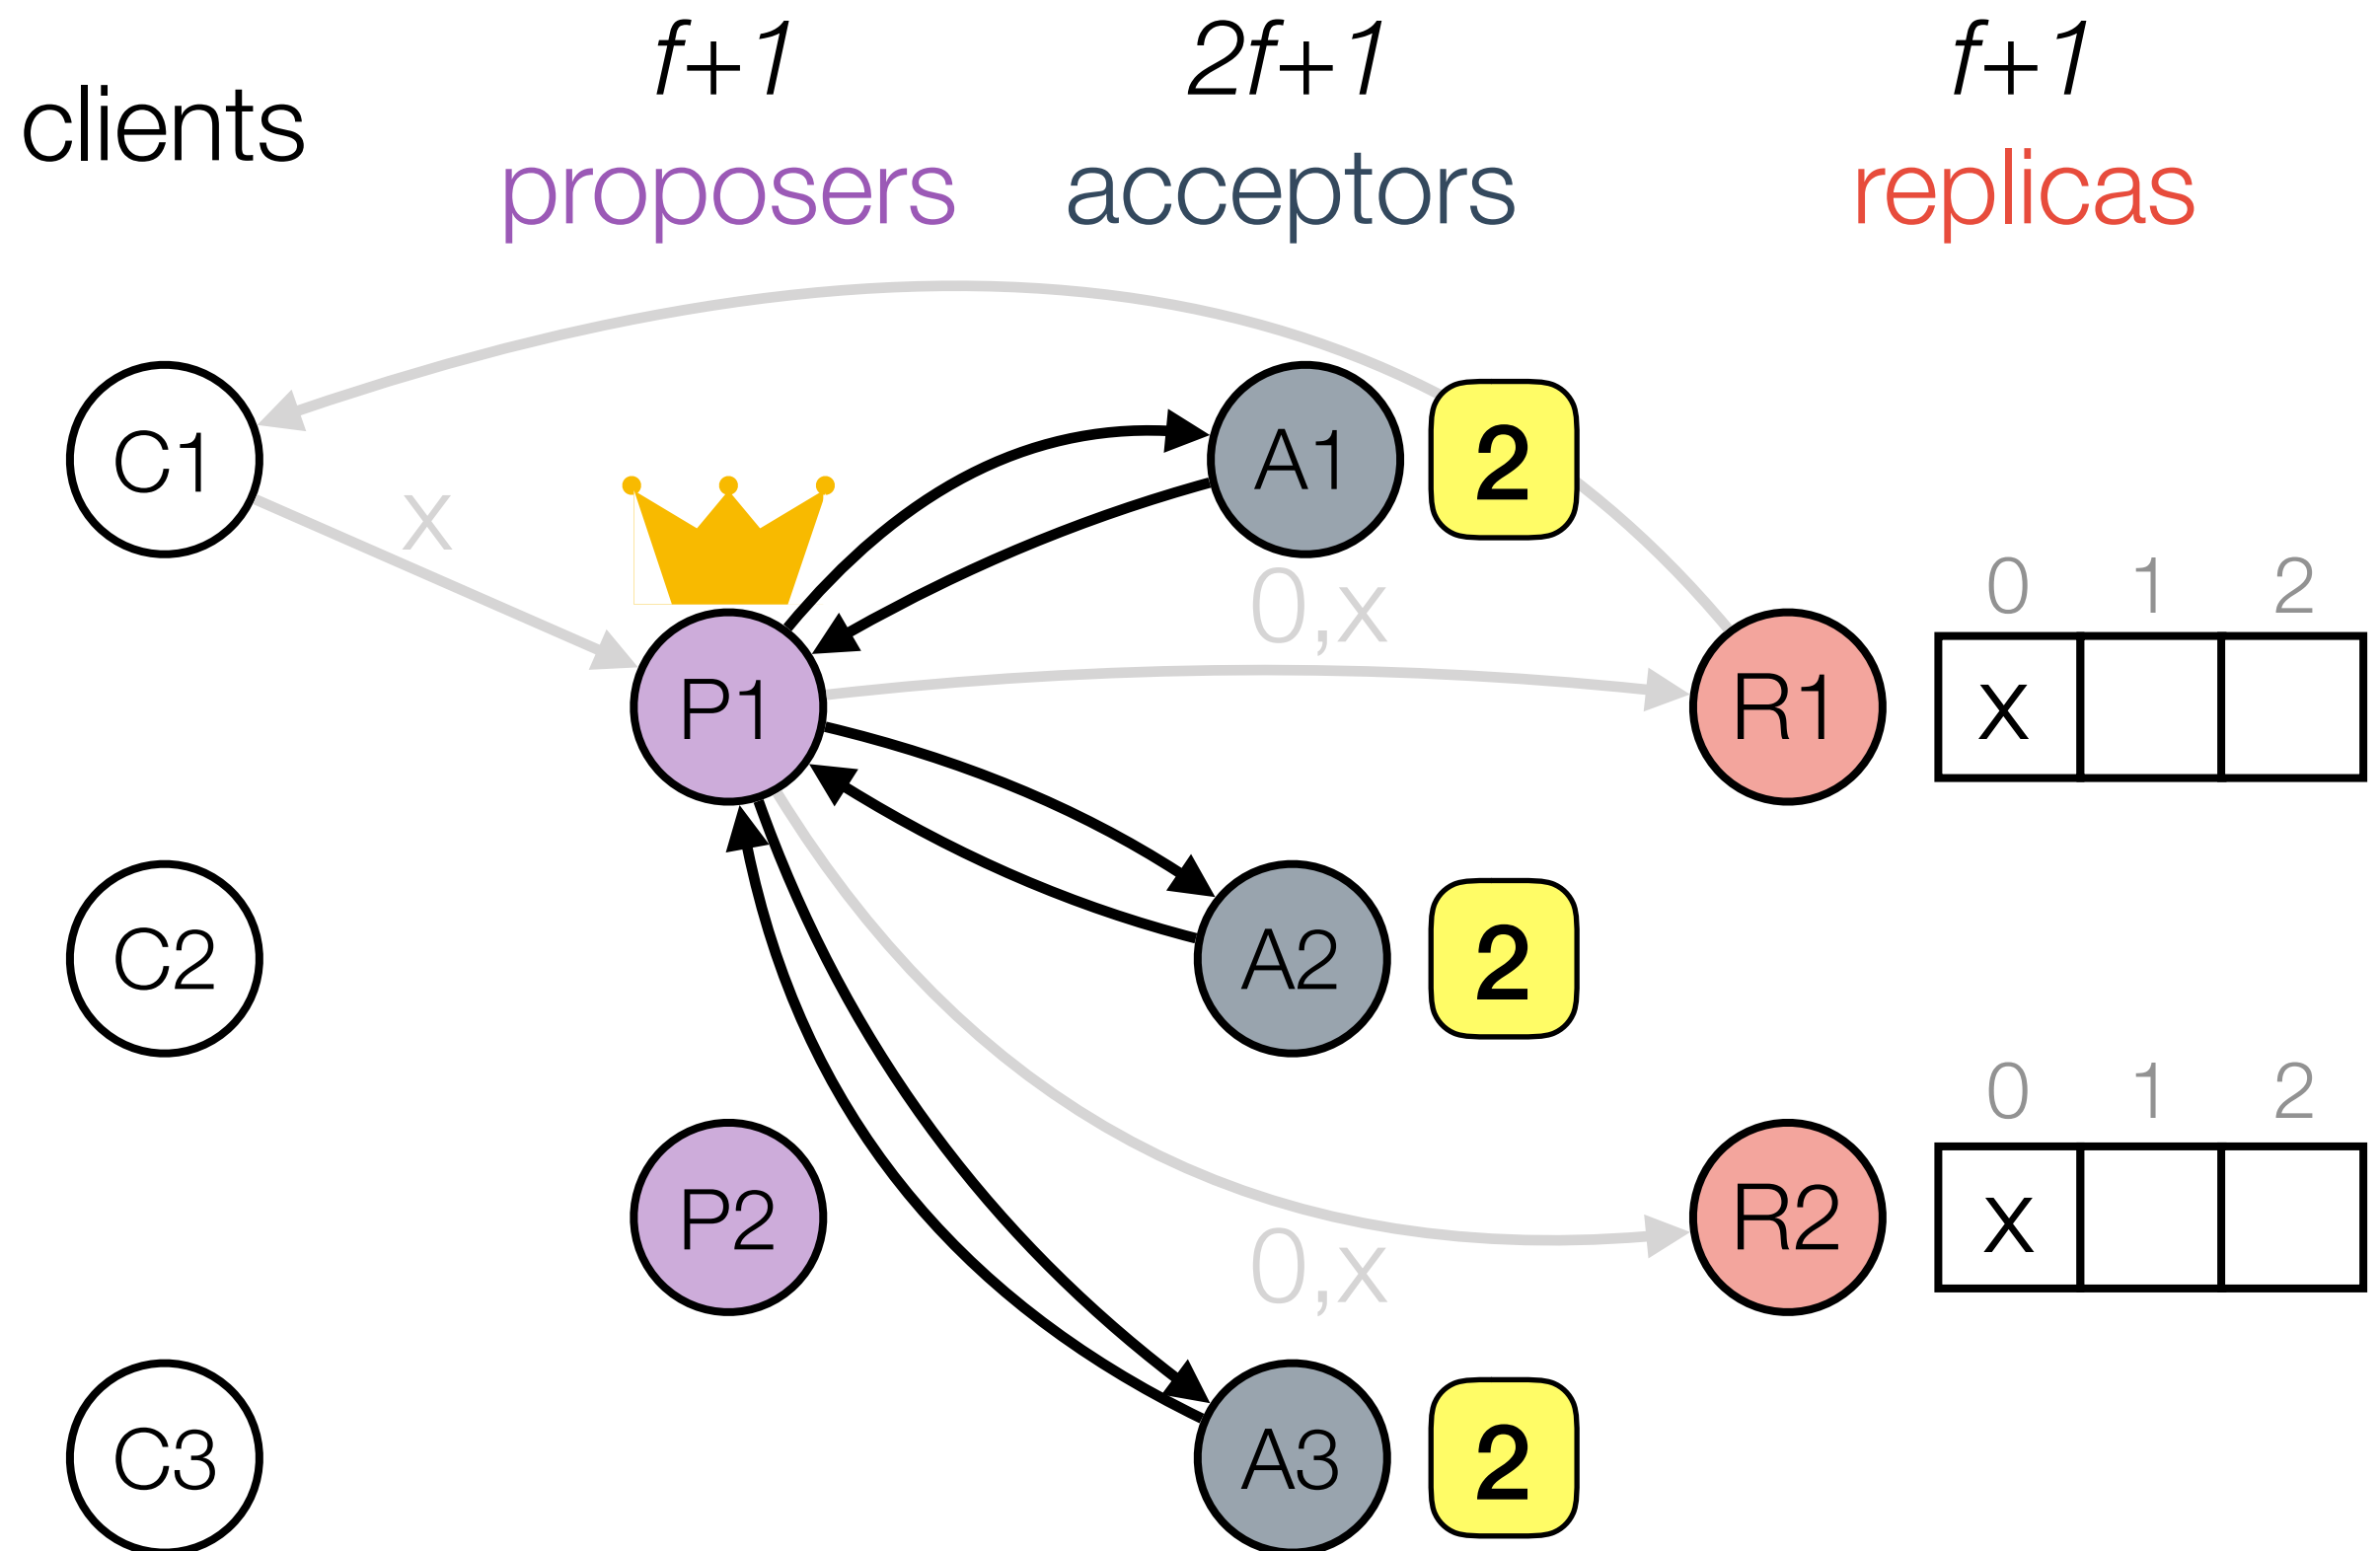 f+1 2f+1 f+1
clients
proposers acceptors replicas
C1 A1 2
x
0,x 0 1 2
P1 R1 x
C2 A2 2
0 1 2
P2 R2 x
0,x
C3 A3 2